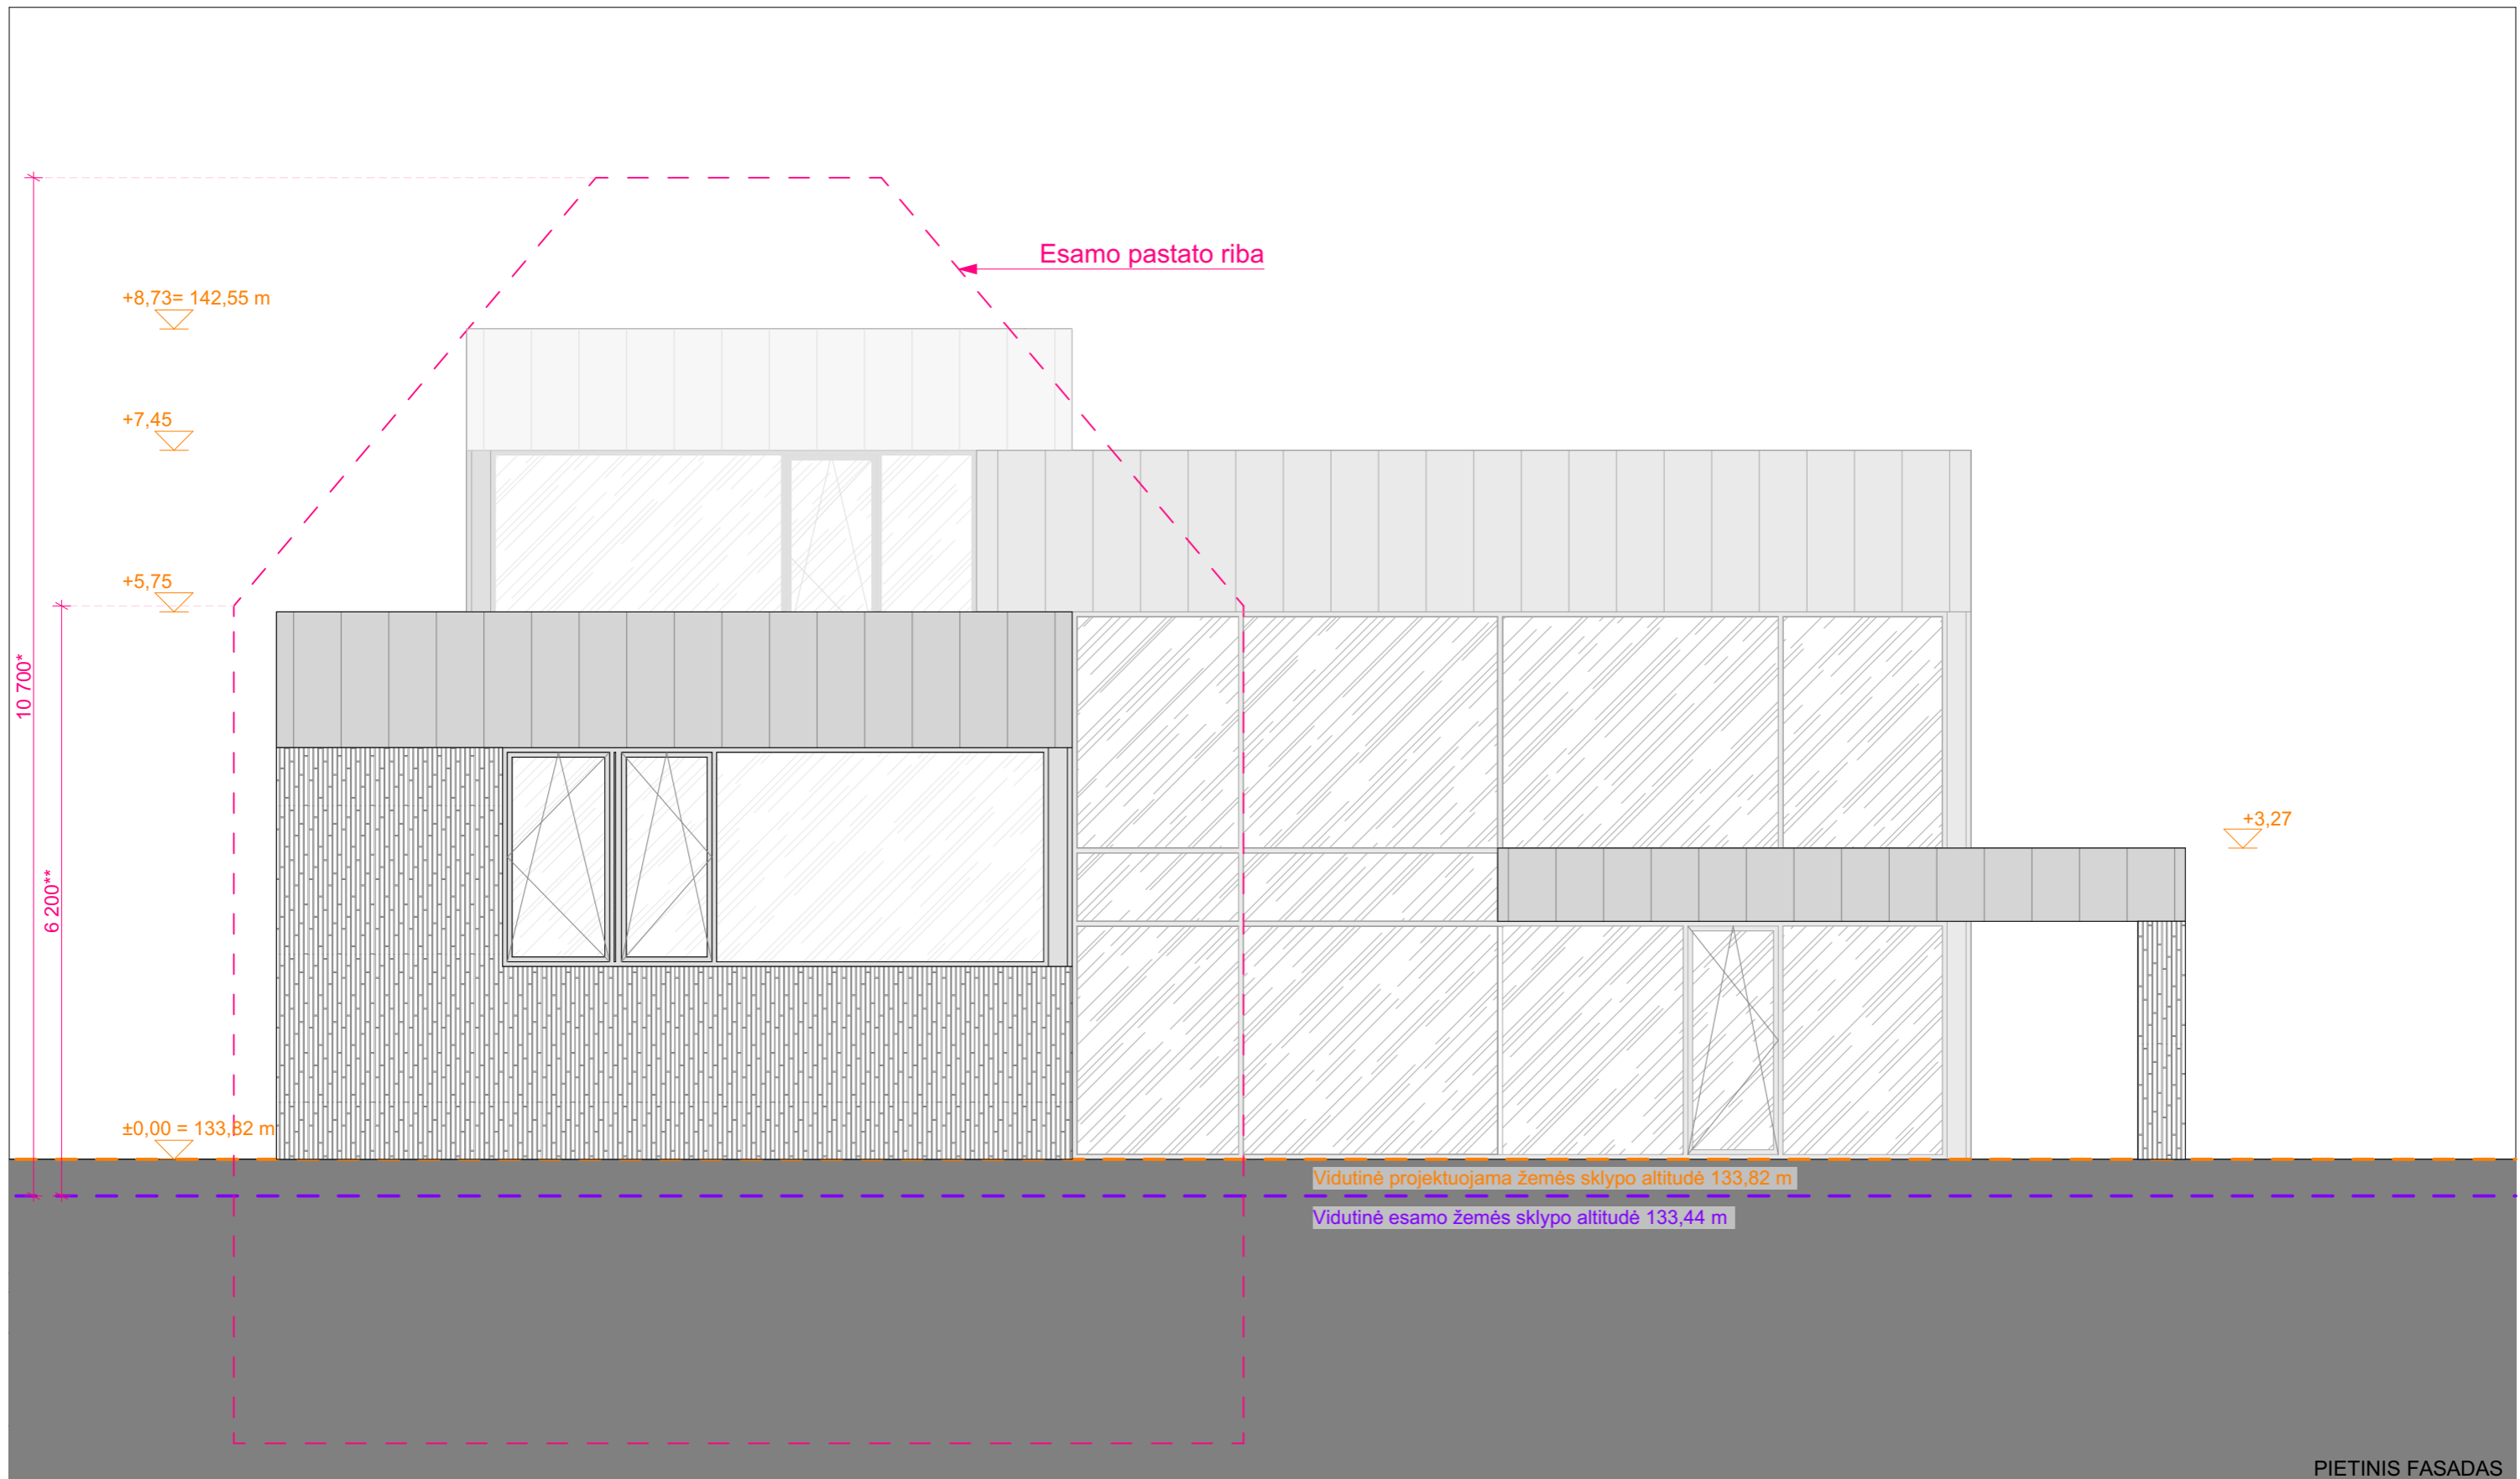 Esamo pastato riba
+8,73= 142,55 m
+7,45
+5,75
10 700*
+3,27
6 200**
±0,00 = 133,82 m
Vidutinė projektuojama žemės sklypo altitudė 133,82 m
Vidutinė esamo žemės sklypo altitudė 133,44 m
PIETINIS FASADAS